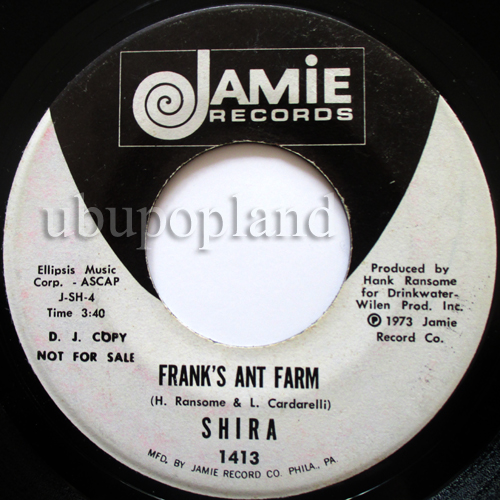 JAMIE
RECORDS
ubupopland
Ellipsis Music
Corp. - ASCAP
J-SH-4
Time 3:40
D. J. COPY
NOT FOR SALE
Produced by
Hank Ransome
for Drinkwater-
Wilen Prod. Inc.
Ⓟ 1973 Jamie
Record Co.
FRANK'S ANT FARM
(H. Ransome & L. Cardarelli)
SHIRA
1413
MFD. BY JAMIE RECORD CO. PHILA., PA